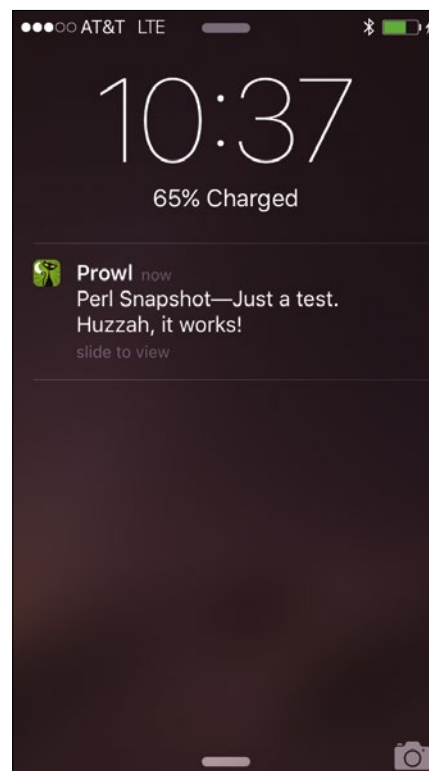 AT&T LTE
10:37
65% Charged
Prowl now
Perl Snapshot—Just a test.
Huzzah, it works!
slide to view